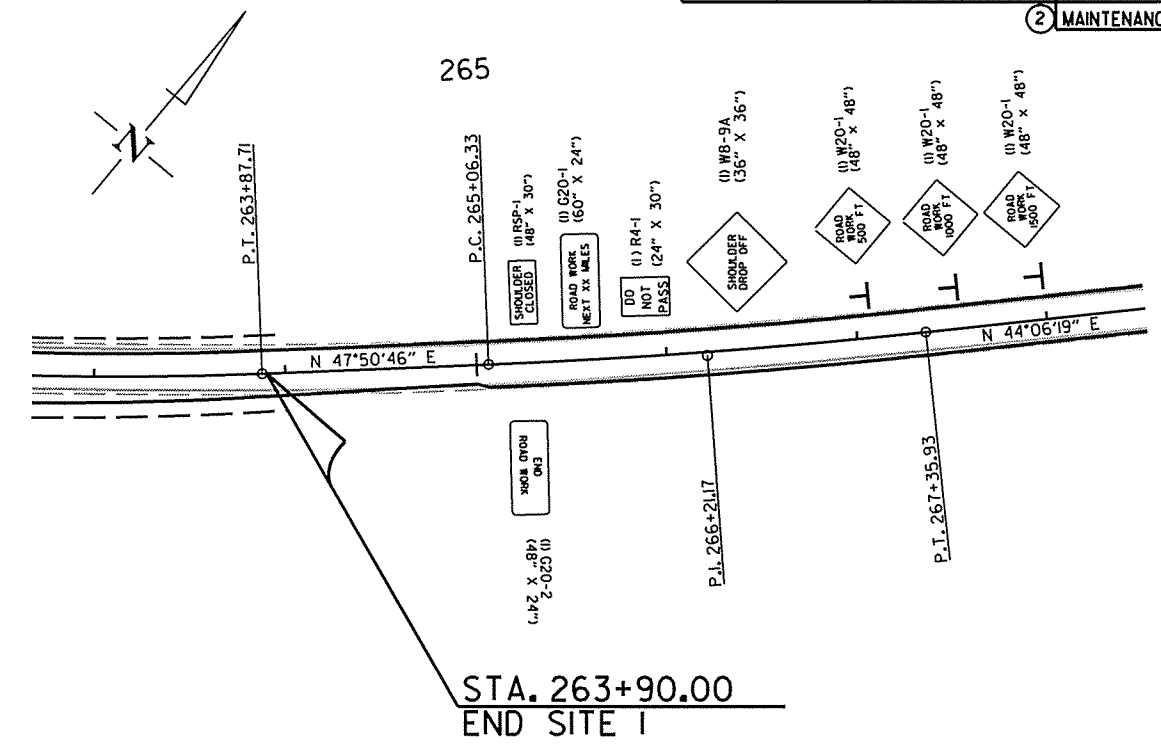 2 MAINTENANC
N
265
P.T. 263+87.71
P.C. 265+06.33
(1) RSP-1
(48" X 30")
SHOULDER
CLOSED
(1) G20-1
(60" X 24")
ROAD WORK
NEXT XX MILES
(1) R4-1
(24" X 30")
DO
NOT
PASS
(1) W8-9A
(36" X 36")
SHOULDER
DROP OFF
(1) W20-1
(48" X 48")
ROAD
WORK
500 FT
(1) W20-1
(48" X 48")
ROAD
WORK
1000 FT
(1) W20-1
(48" X 48")
ROAD
WORK
1500 FT
N 47°50'46" E
N 44°06'19" E
END
ROAD WORK
(1) G20-2
(48" X 24")
P.I. 266+21.17
P.T. 267+35.93
STA. 263+90.00
END SITE 1